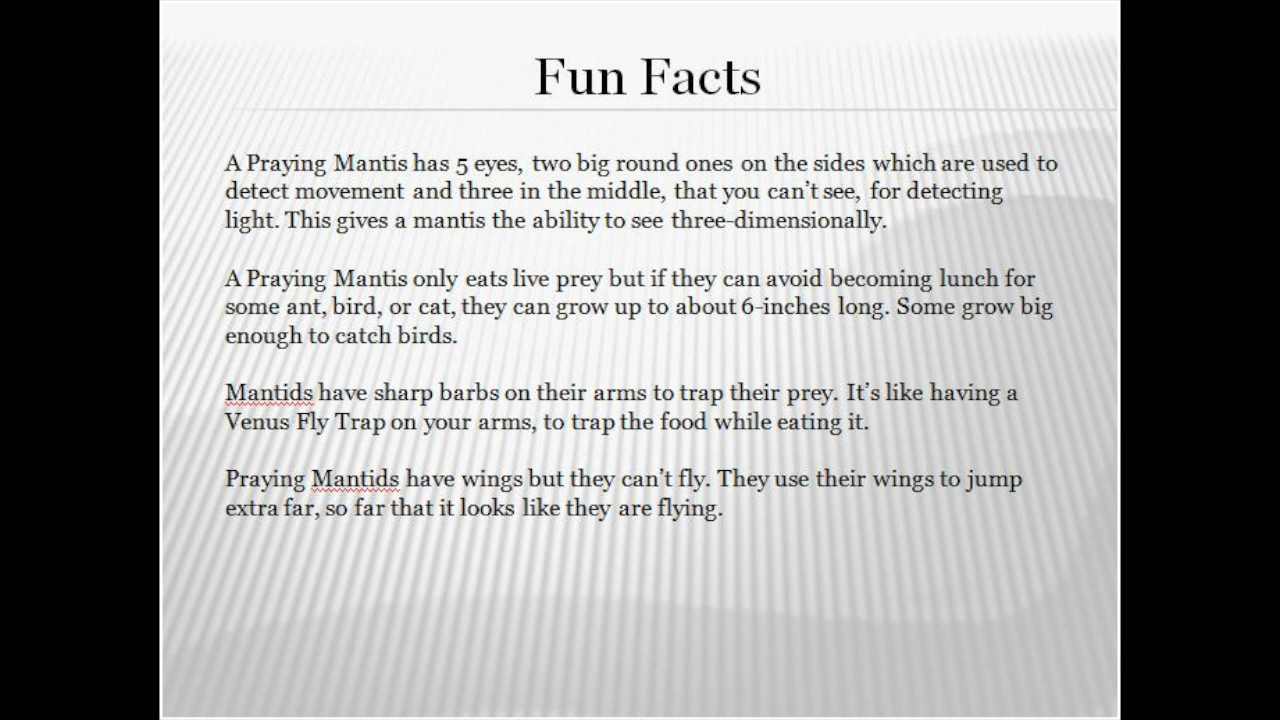 Fun Facts
A Praying Mantis has 5 eyes, two big round ones on the sides which are used to
detect movement and three in the middle, that you can't see, for detecting
light. This gives a mantis the ability to see three-dimensionally.
A Praying Mantis only eats live prey but if they can avoid becoming lunch for
some ant, bird, or cat, they can grow up to about 6-inches long. Some grow big
enough to catch birds.
Mantids have sharp barbs on their arms to trap their prey. It's like having a
Venus Fly Trap on your arms, to trap the food while eating it.
Praying Mantids have wings but they can't fly. They use their wings to jump
extra far, so far that it looks like they are flying.